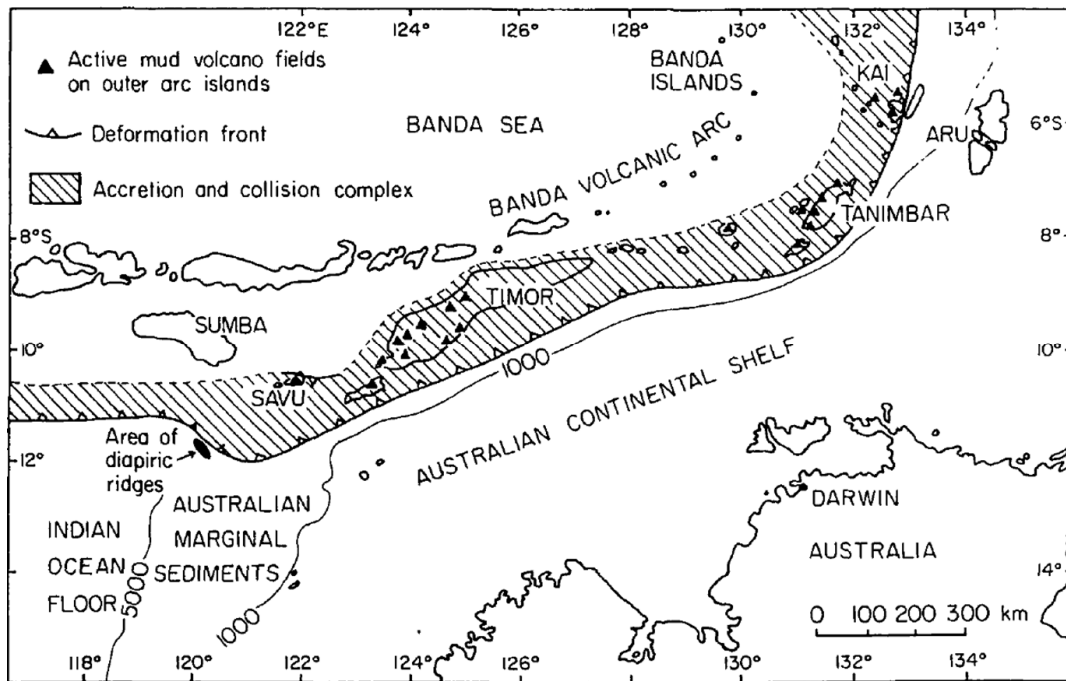 122°E
124°
126°
128°
130°
132°
134°
Active mud volcano fields
on outer arc islands
Deformation front
Accretion and collision complex
BANDA
ISLANDS
KAI
BANDA SEA
6°S
ARU
BANDA VOLCANIC ARC
TANIMBAR
8°S
8°
TIMOR
SUMBA
10°
10°
1000
SAVU
AUSTRALIAN CONTINENTAL SHELF
Area of
diapiric
ridges
12°
AUSTRALIAN
MARGINAL
SEDIMENTS
INDIAN
OCEAN
FLOOR
5000
1000
DARWIN
AUSTRALIA
14°
0 100 200 300 km
118°
120°
122°
124°
126°
130°
132°
134°